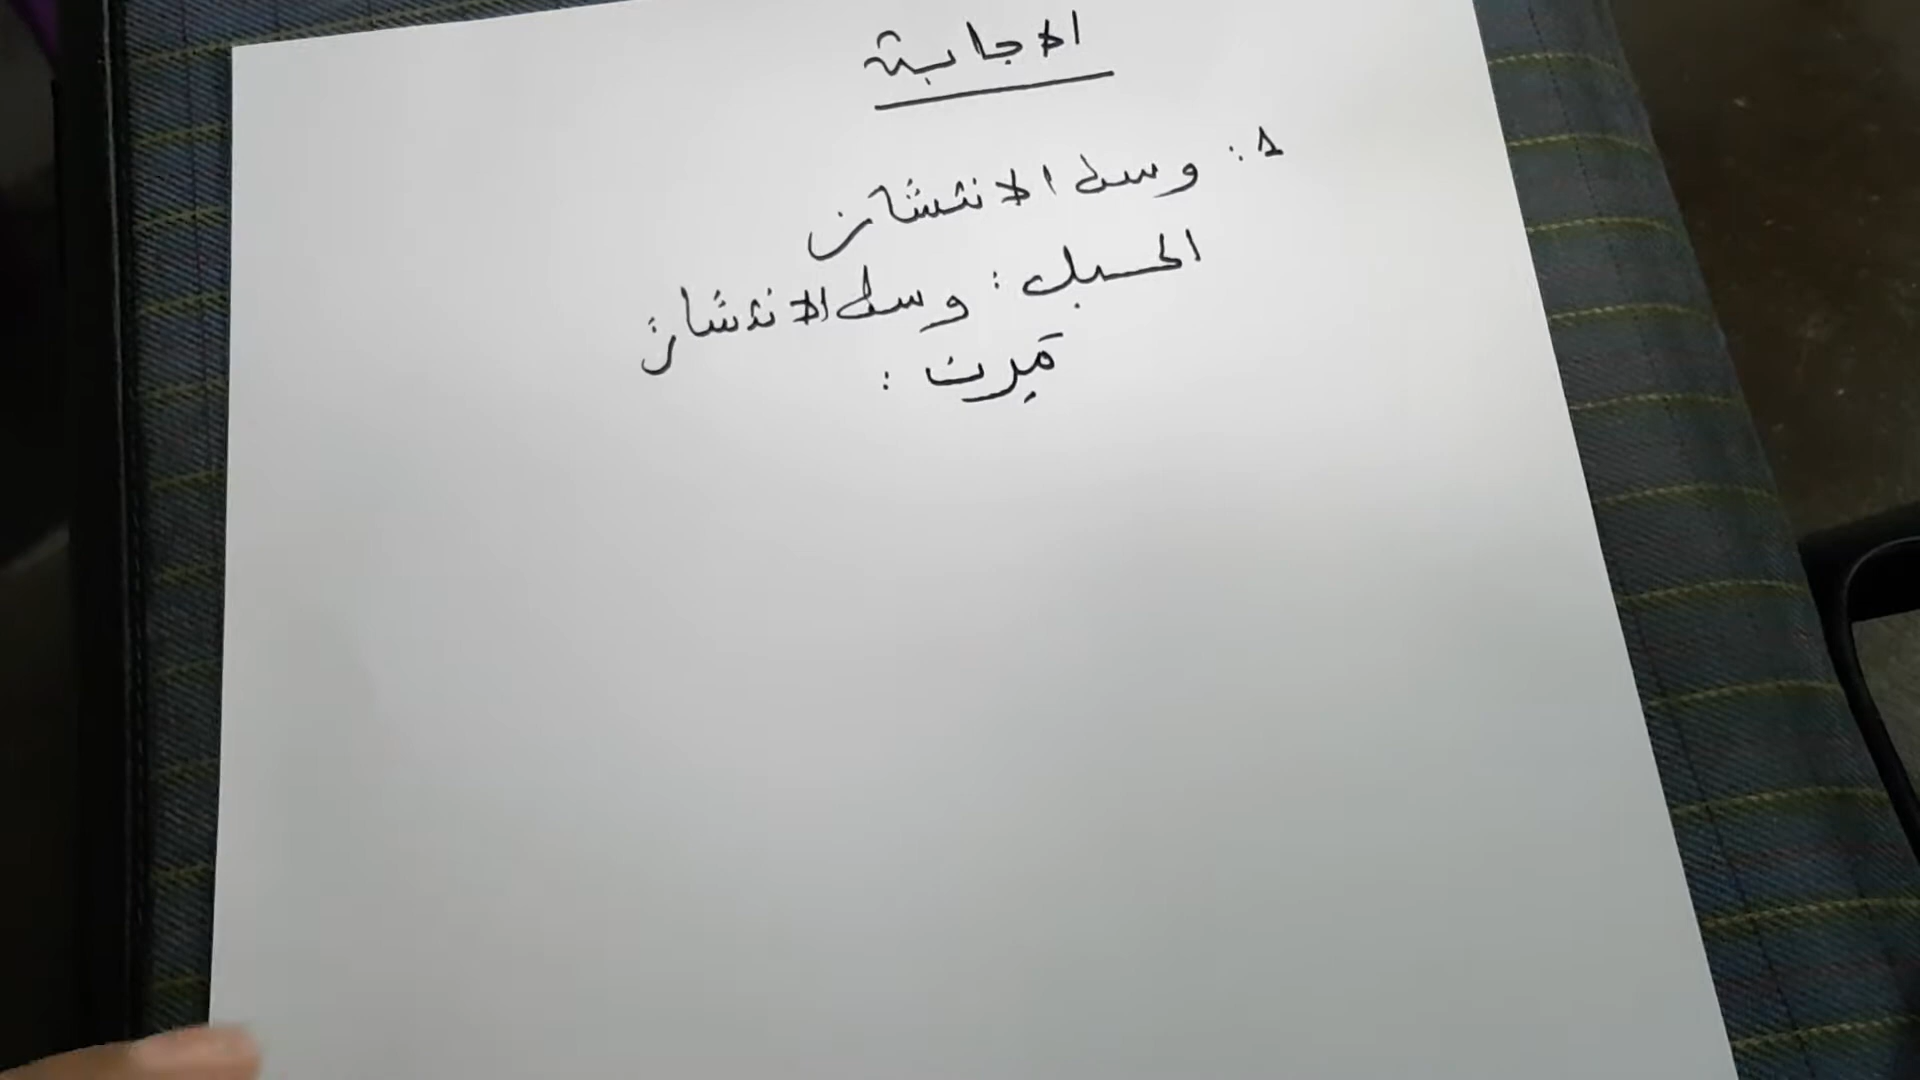 الاجابة
1: وسط الانتشار
الحبل: وسط الانتشار
تمرين: